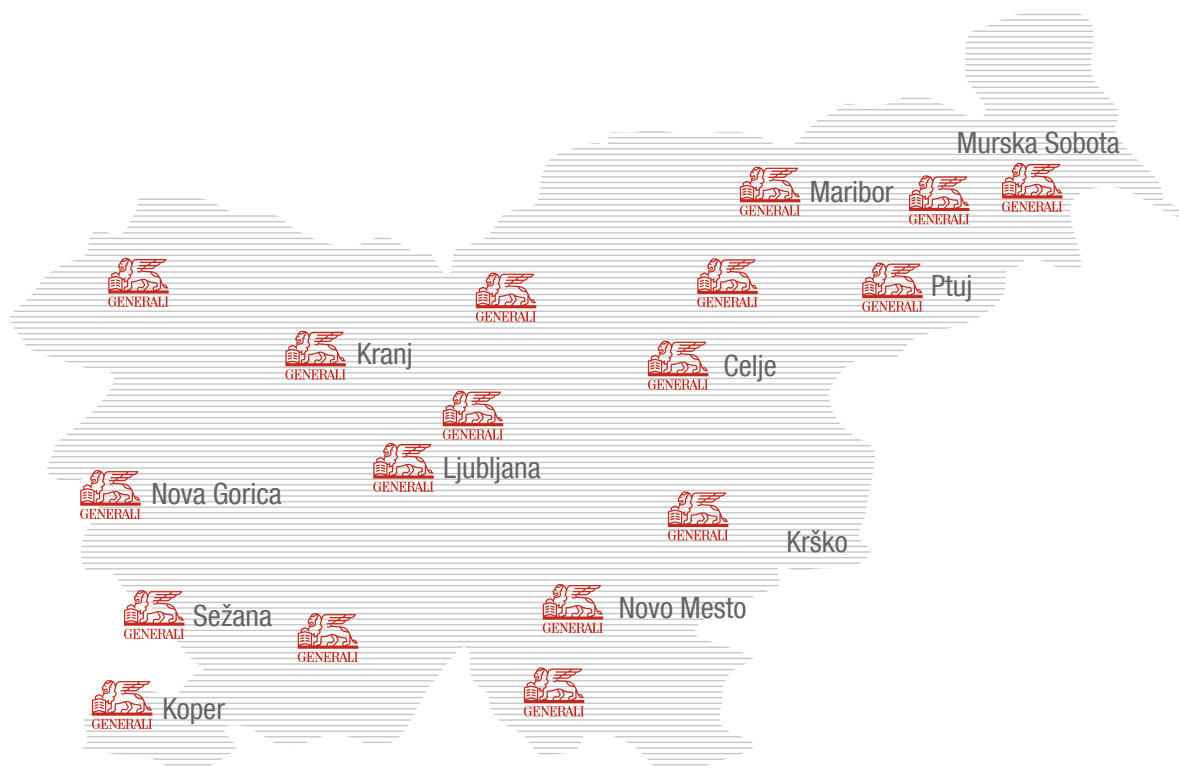 Murska Sobota
GENERALI
Maribor
GENERALI
GENERALI
GENERALI
GENERALI
GENERALI
GENERALI
Ptuj
GENERALI
Kranj
GENERALI
Celje
GENERALI
GENERALI
Ljubljana
GENERALI
Nova Gorica
GENERALI
GENERALI
Krško
GENERALI
Sežana
GENERALI
Novo Mesto
GENERALI
GENERALI
Koper
GENERALI